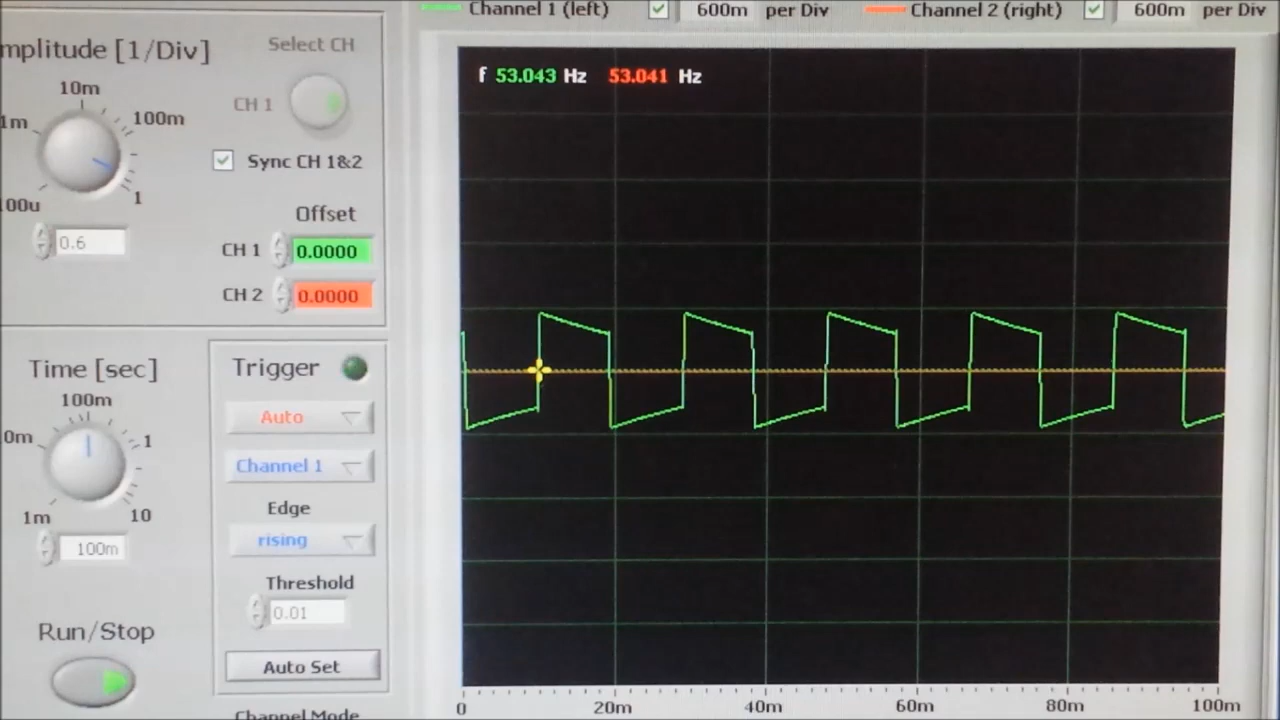 Channel 1 (left) 600m per Div Channel 2 (right) 600m per Div
mplitude [1/Div] Select CH
10m
1m 100m CH 1
Sync CH 1&2
00u 1
Offset
0.6 CH 1 0.0000
CH 2 0.0000
f 53.043 Hz 53.041 Hz
Time [sec]
100m
0m 1
1m 10
100m
Run/Stop
Trigger
Auto
Channel 1
Edge
rising
Threshold
0.01
Auto Set
Channel Mode
0 20m 40m 60m 80m 100m